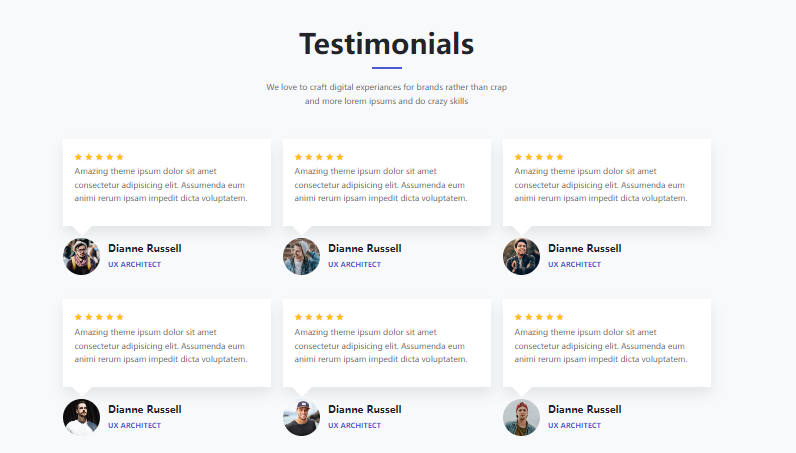 Testimonials
We love to craft digital experiances for brands rather than crap
and more lorem ipsums and do crazy skills
Amazing theme ipsum dolor sit amet
consectetur adipisicing elit. Assumenda eum
animi rerum ipsam impedit dicta voluptatem.
Dianne Russell
UX ARCHITECT
Amazing theme ipsum dolor sit amet
consectetur adipisicing elit. Assumenda eum
animi rerum ipsam impedit dicta voluptatem.
Dianne Russell
UX ARCHITECT
Amazing theme ipsum dolor sit amet
consectetur adipisicing elit. Assumenda eum
animi rerum ipsam impedit dicta voluptatem.
Dianne Russell
UX ARCHITECT
Amazing theme ipsum dolor sit amet
consectetur adipisicing elit. Assumenda eum
animi rerum ipsam impedit dicta voluptatem.
Dianne Russell
UX ARCHITECT
Amazing theme ipsum dolor sit amet
consectetur adipisicing elit. Assumenda eum
animi rerum ipsam impedit dicta voluptatem.
Dianne Russell
UX ARCHITECT
Amazing theme ipsum dolor sit amet
consectetur adipisicing elit. Assumenda eum
animi rerum ipsam impedit dicta voluptatem.
Dianne Russell
UX ARCHITECT